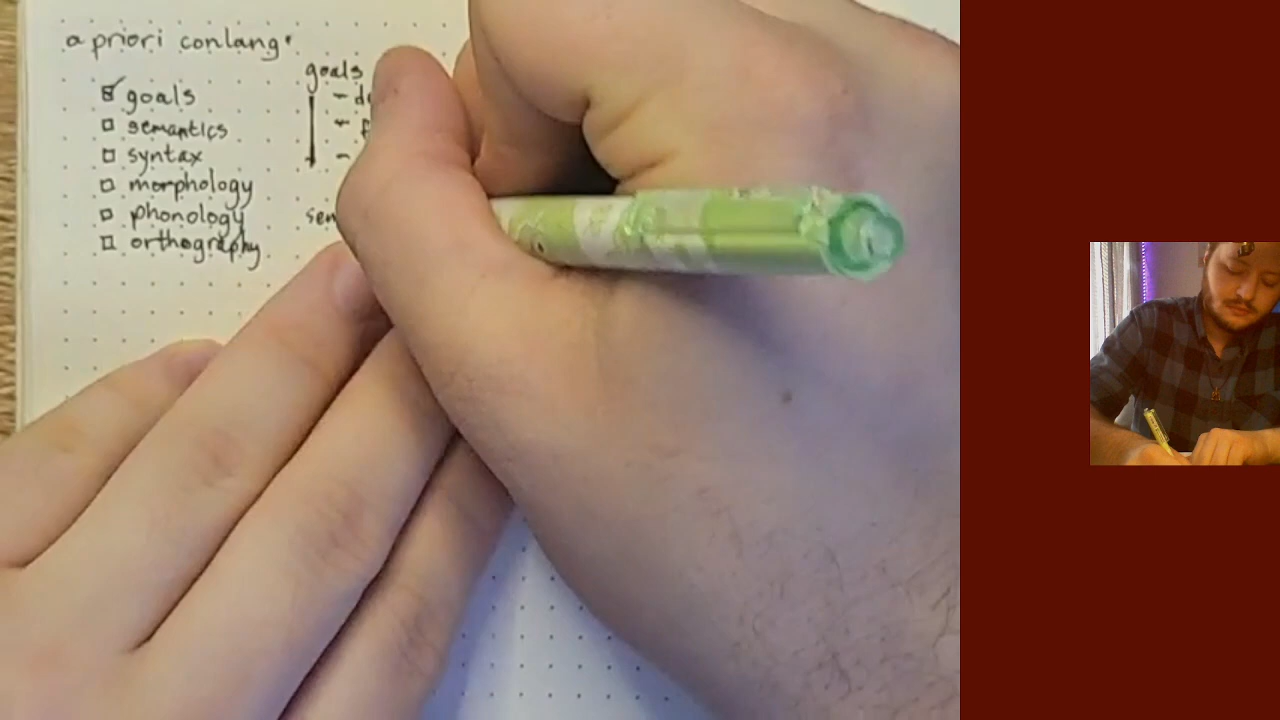 a priori conlang
goals
semantics
syntax
morphology
phonology
orthography
goals